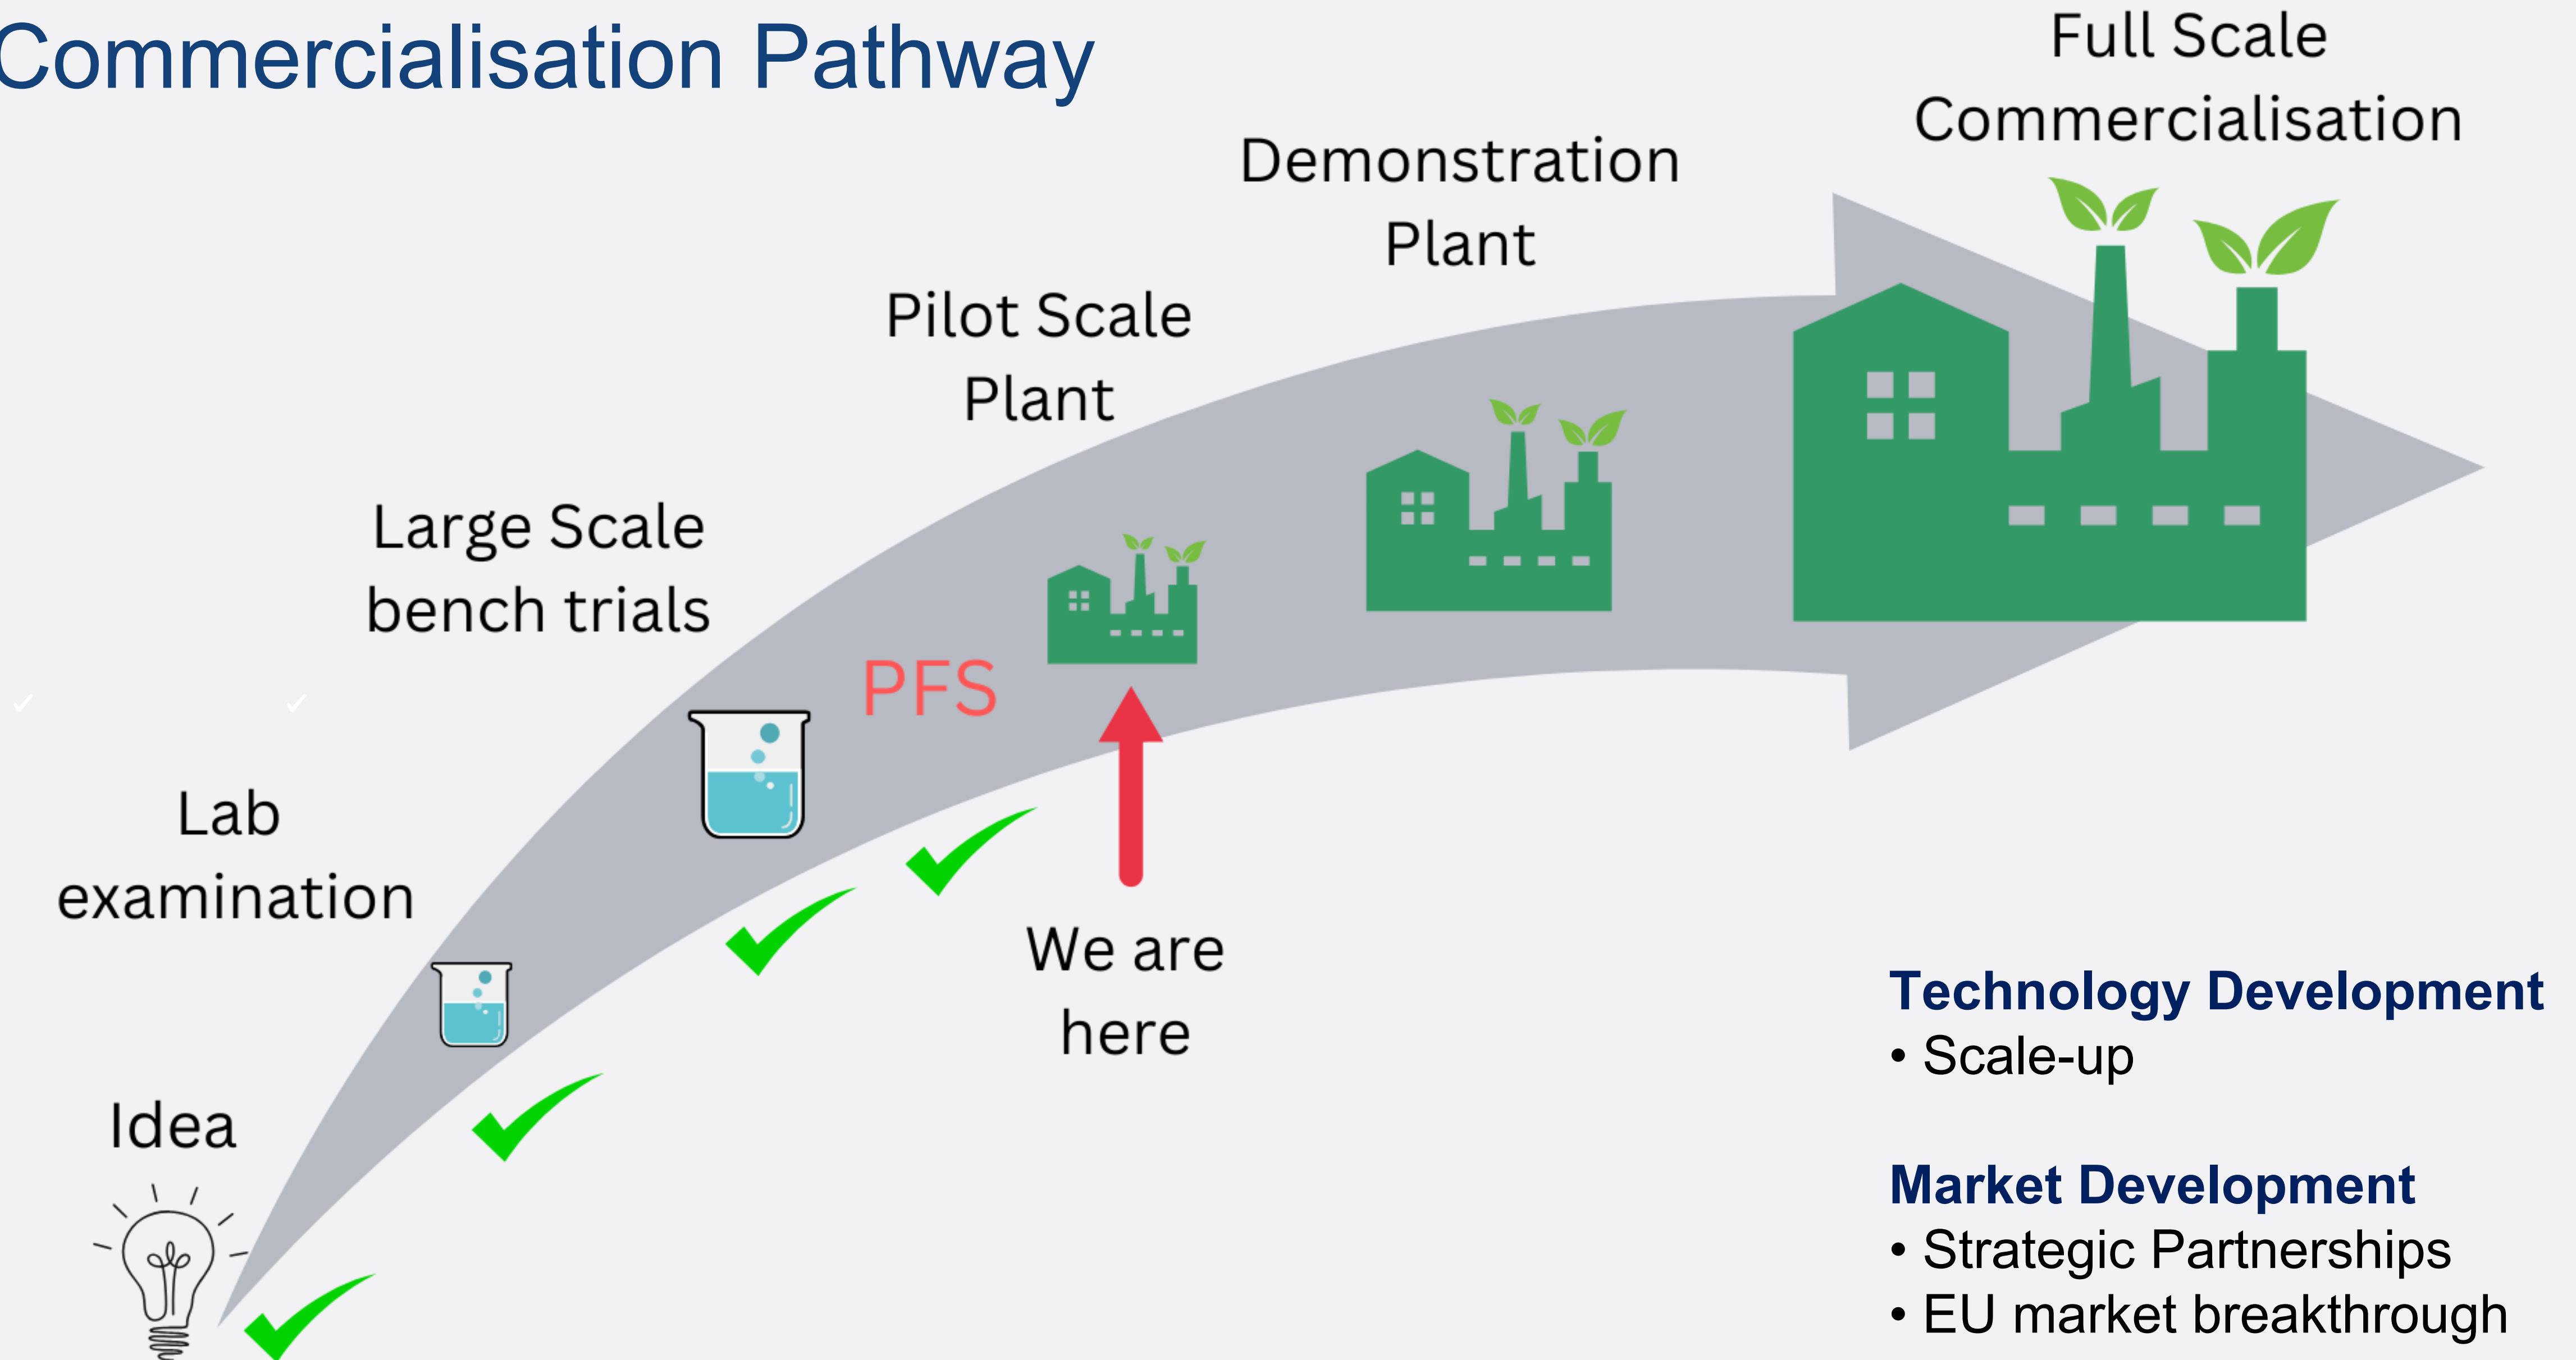 Commercialisation Pathway
Full Scale
Commercialisation
Demonstration
Plant
Pilot Scale
Plant
Large Scale
bench trials
PFS
Lab
examination
We are
here
Idea
Technology Development
• Scale-up
Market Development
• Strategic Partnerships
• EU market breakthrough